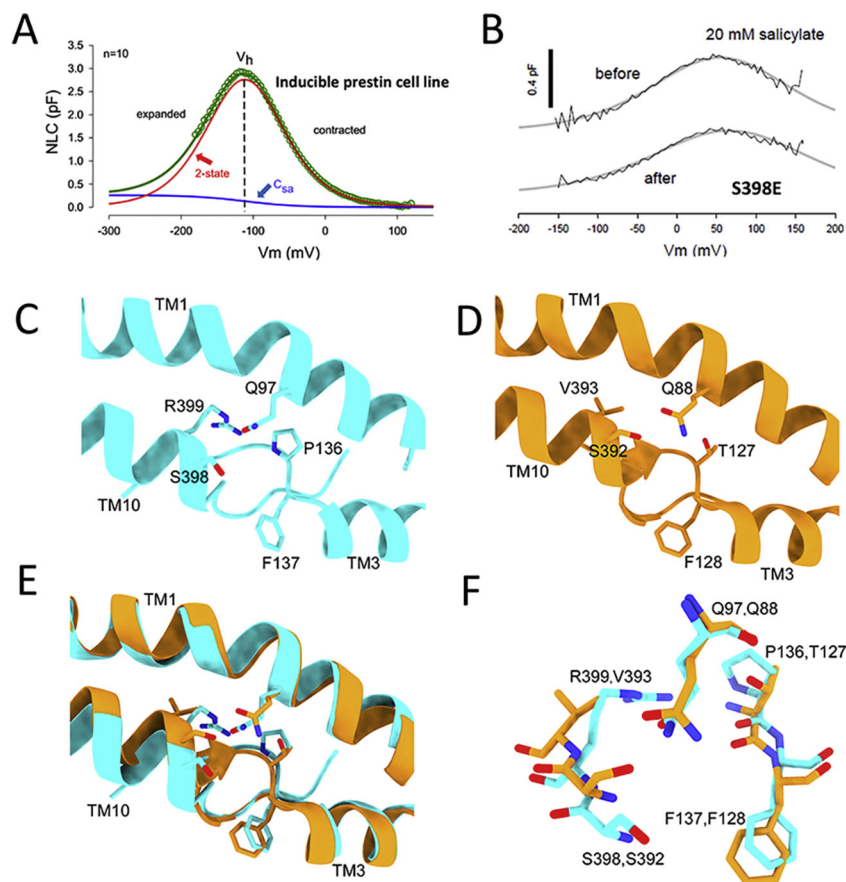 A
n=10
Vh
Inducible prestin cell line
expanded
contracted
2-state
Csa
NLC (pF)
3.5
3.0
2.5
2.0
1.5
1.0
0.5
0.0
-300 -200 -100 0 100
Vm (mV)
B
20 mM salicylate
0.4 pF
before
after
S398E
-200 -150 -100 -50 0 50 100 150 200
Vm (mV)
C
TM1
Q97
R399
P136
S398
TM10
F137
TM3
D
TM1
V393
Q88
S392
T127
TM10
F128
TM3
E
TM1
TM10
TM3
F
Q97,Q88
P136,T127
R399,V393
F137,F128
S398,S392